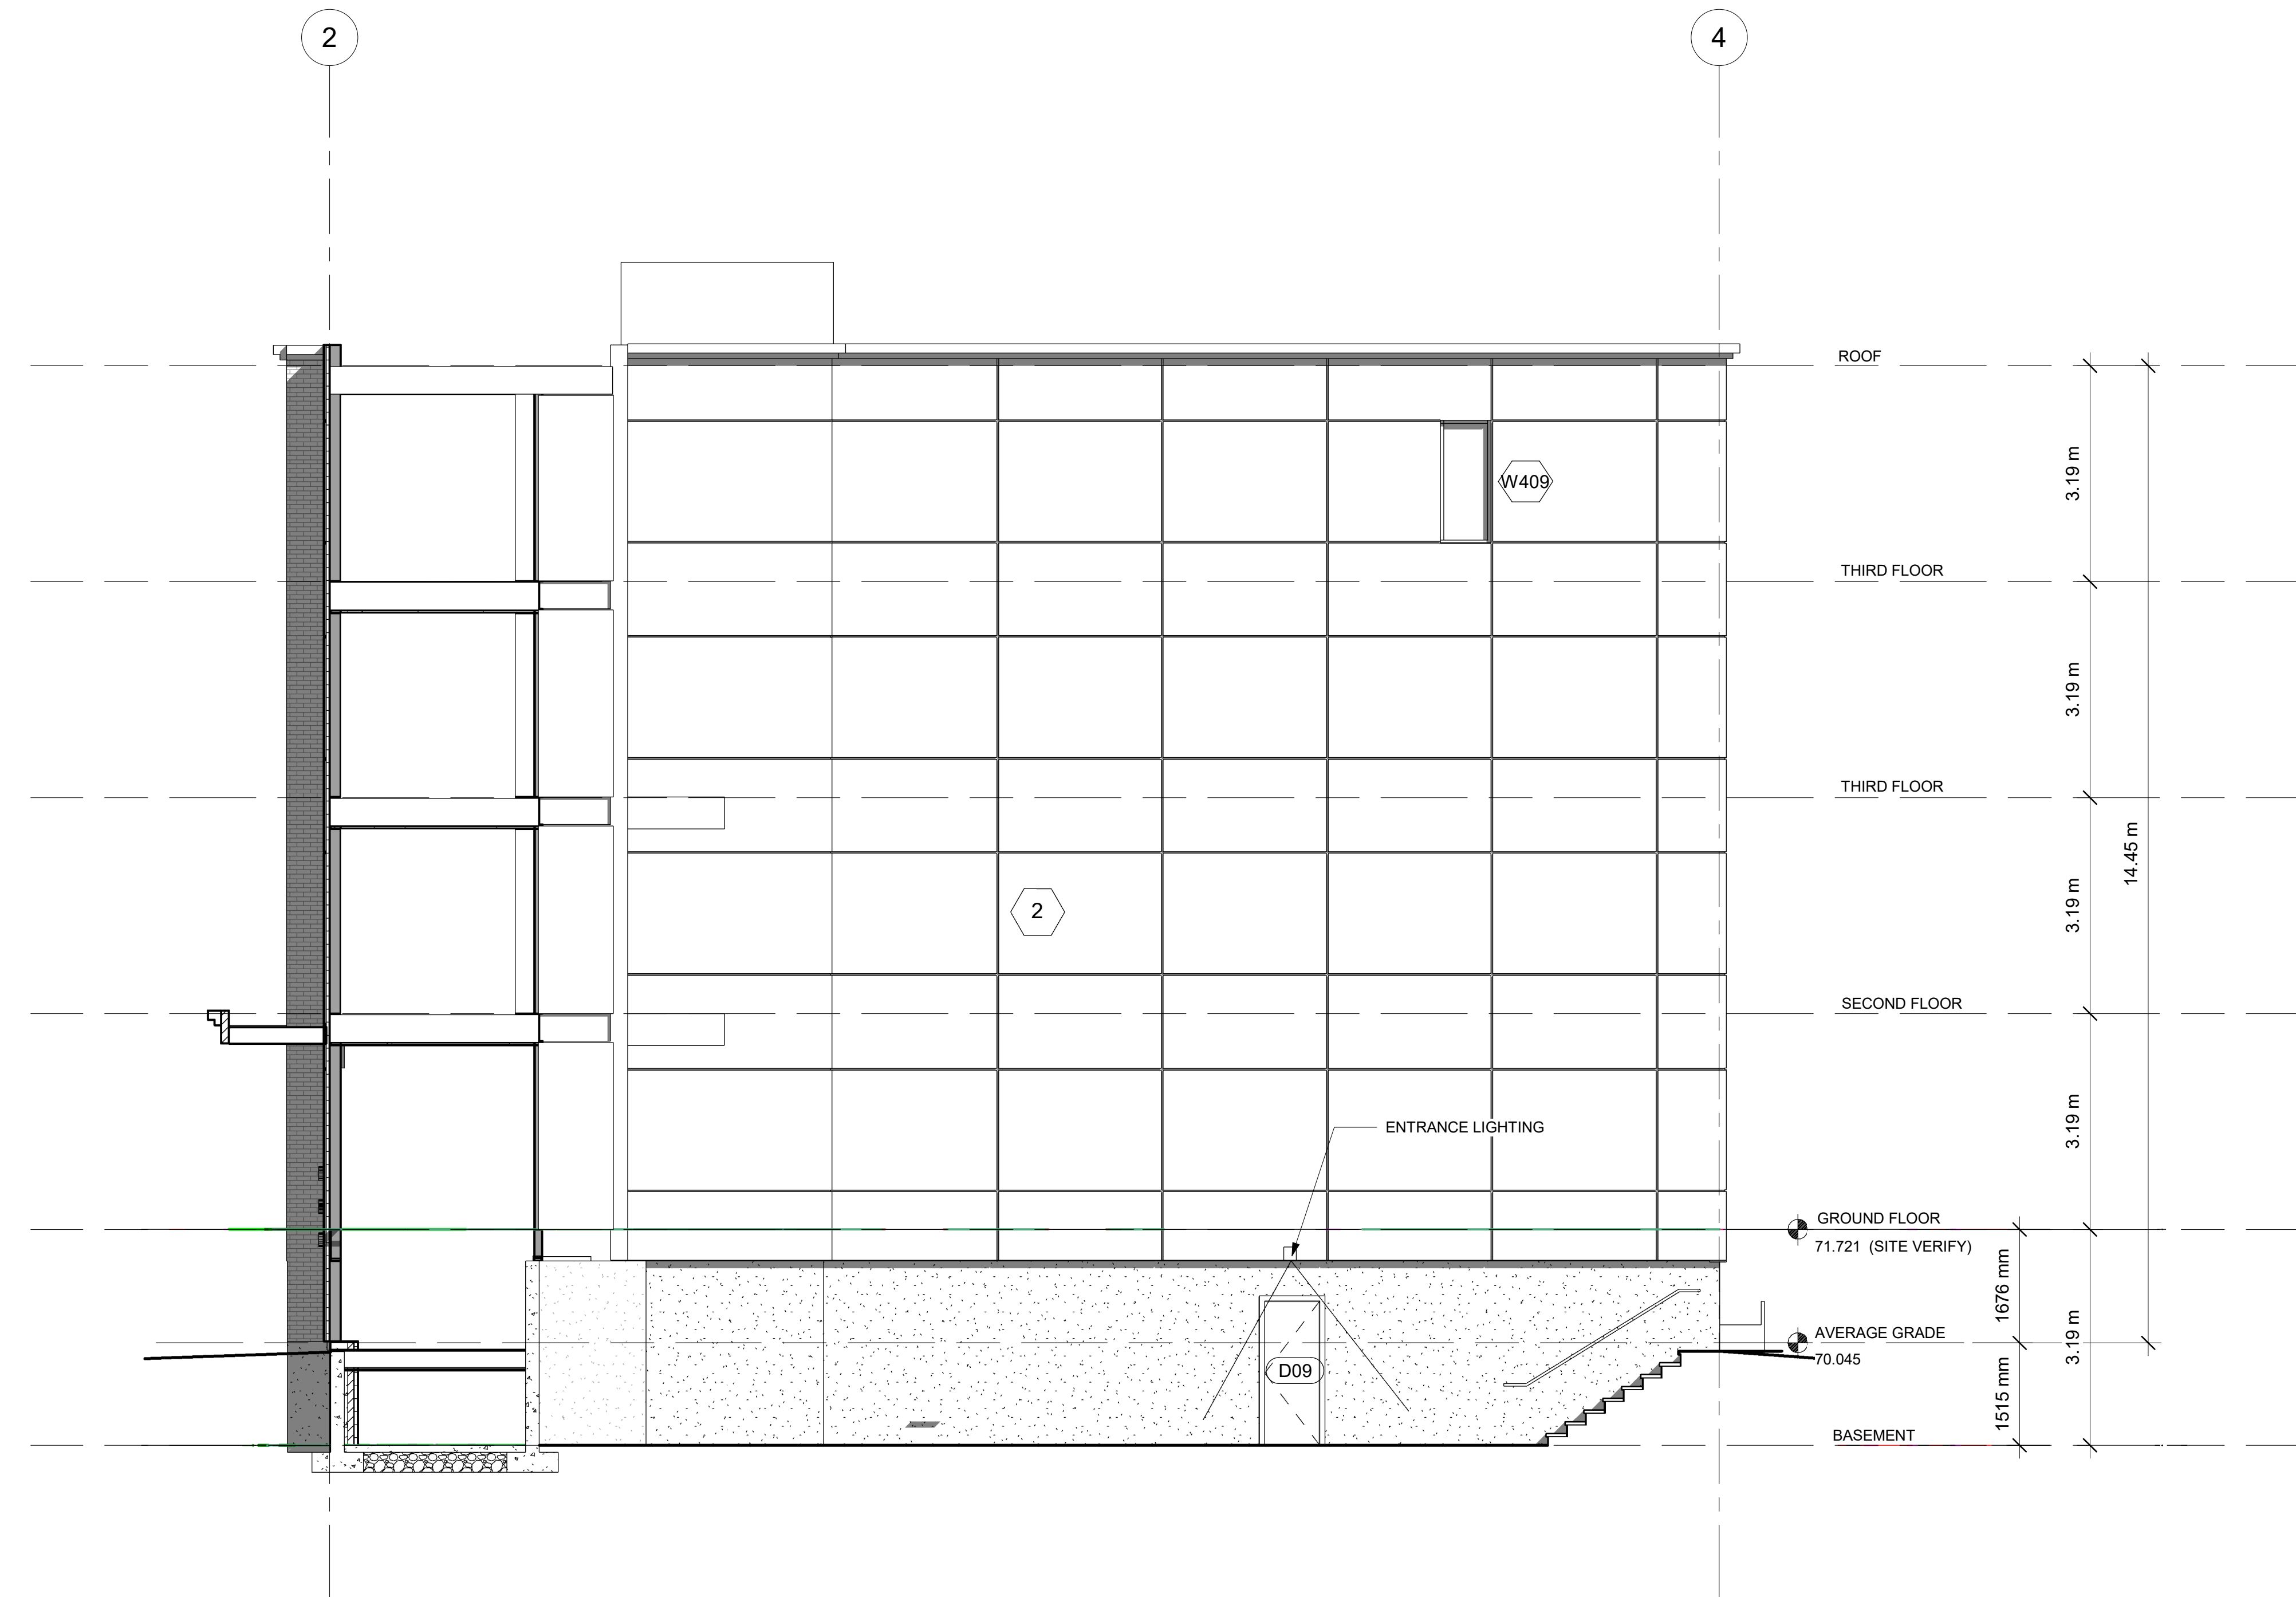 2
4
ROOF
3.19 m
W409
THIRD FLOOR
3.19 m
THIRD FLOOR
14.45 m
3.19 m
2
SECOND FLOOR
3.19 m
ENTRANCE LIGHTING
GROUND FLOOR
71.721 (SITE VERIFY)
1676 mm
3.19 m
AVERAGE GRADE
70.045
D09
1515 mm
BASEMENT